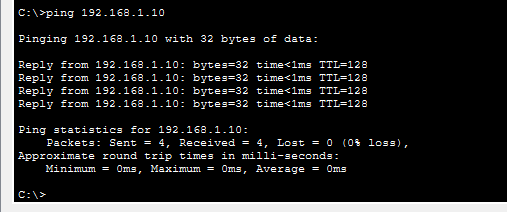 C:\>ping 192.168.1.10
Pinging 192.168.1.10 with 32 bytes of data:
Reply from 192.168.1.10: bytes=32 time<1ms TTL=128
Reply from 192.168.1.10: bytes=32 time<1ms TTL=128
Reply from 192.168.1.10: bytes=32 time<1ms TTL=128
Reply from 192.168.1.10: bytes=32 time<1ms TTL=128
Ping statistics for 192.168.1.10:
Packets: Sent = 4, Received = 4, Lost = 0 (0% loss),
Approximate round trip times in milli-seconds:
Minimum = 0ms, Maximum = 0ms, Average = 0ms
C:\>